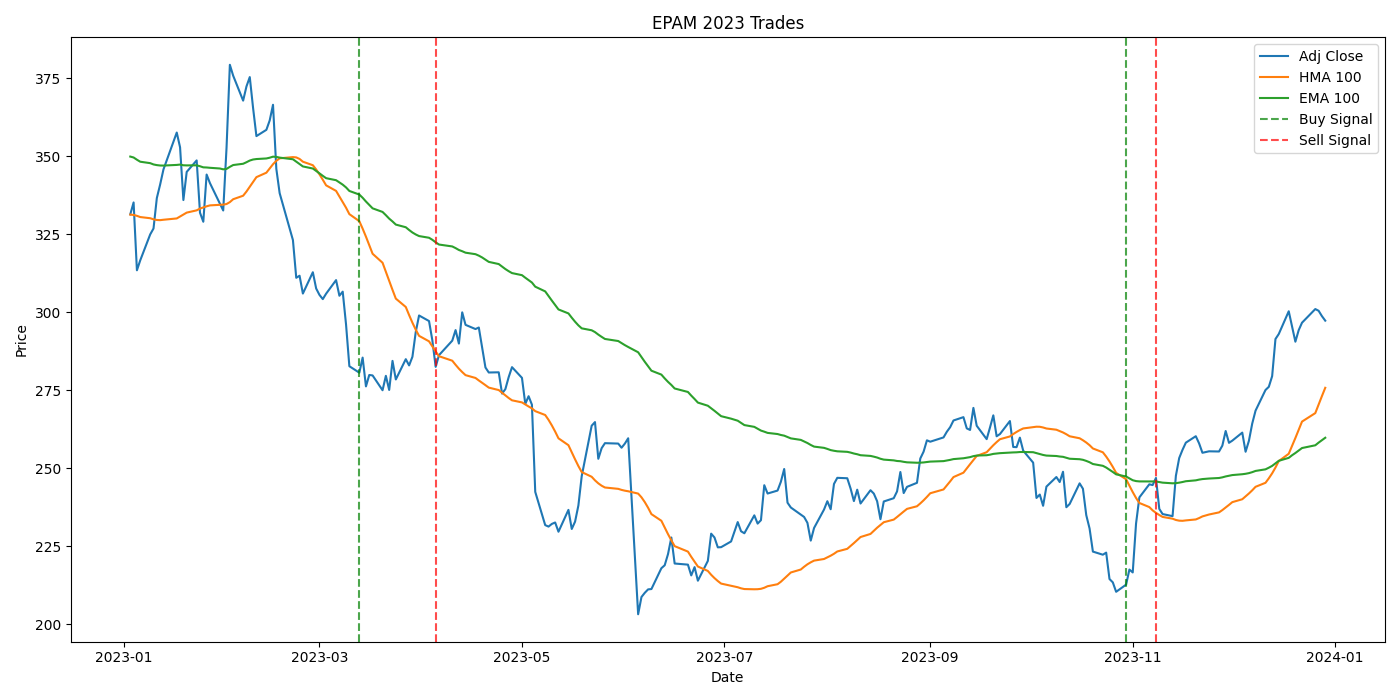 EPAM 2023 Trades
Adj Close
HMA 100
EMA 100
Buy Signal
Sell Signal
Price
375
350
325
300
275
250
225
200
2023-01 2023-03 2023-05 2023-07 2023-09 2023-11 2024-01
Date